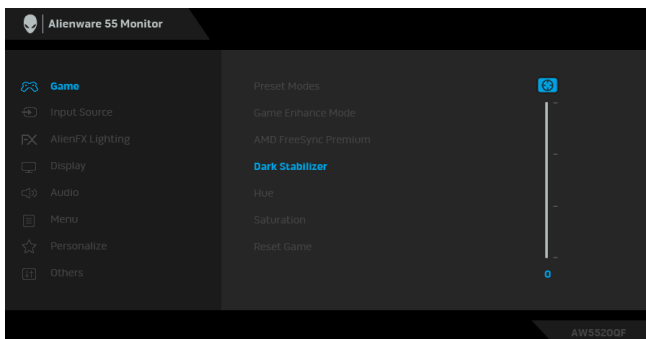 Alienware 55 Monitor
Game
Input Source
AlienFX Lighting
Display
Audio
Menu
Personalize
Others
Preset Modes
Game Enhance Mode
AMD FreeSync Premium
Dark Stabilizer
Hue
Saturation
Reset Game
0
AW5520QF